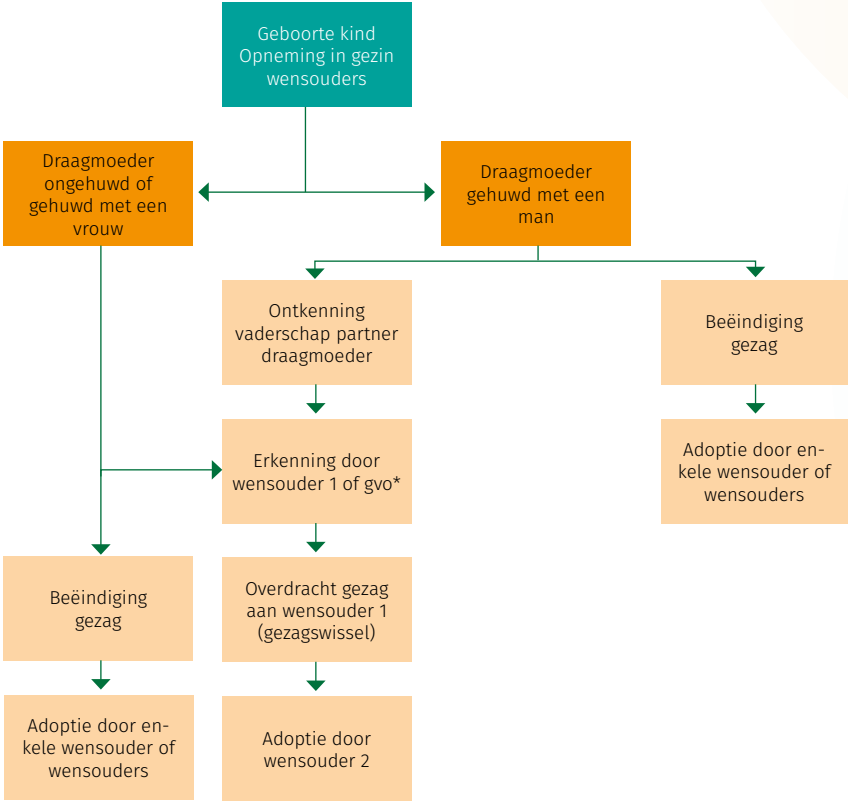 Geboorte kind
Opneming in gezin
wensouders
Draagmoeder
ongehuwd of
gehuwd met een
vrouw
Draagmoeder
gehuwd met een
man
Ontkenning
vaderschap partner
draagmoeder
Beëindiging
gezag
Erkenning door
wensouder 1 of gvo*
Adoptie door en-
kele wensouder of
wensouders
Beëindiging
gezag
Overdracht gezag
aan wensouder 1
(gezagswissel)
Adoptie door en-
kele wensouder of
wensouders
Adoptie door
wensouder 2